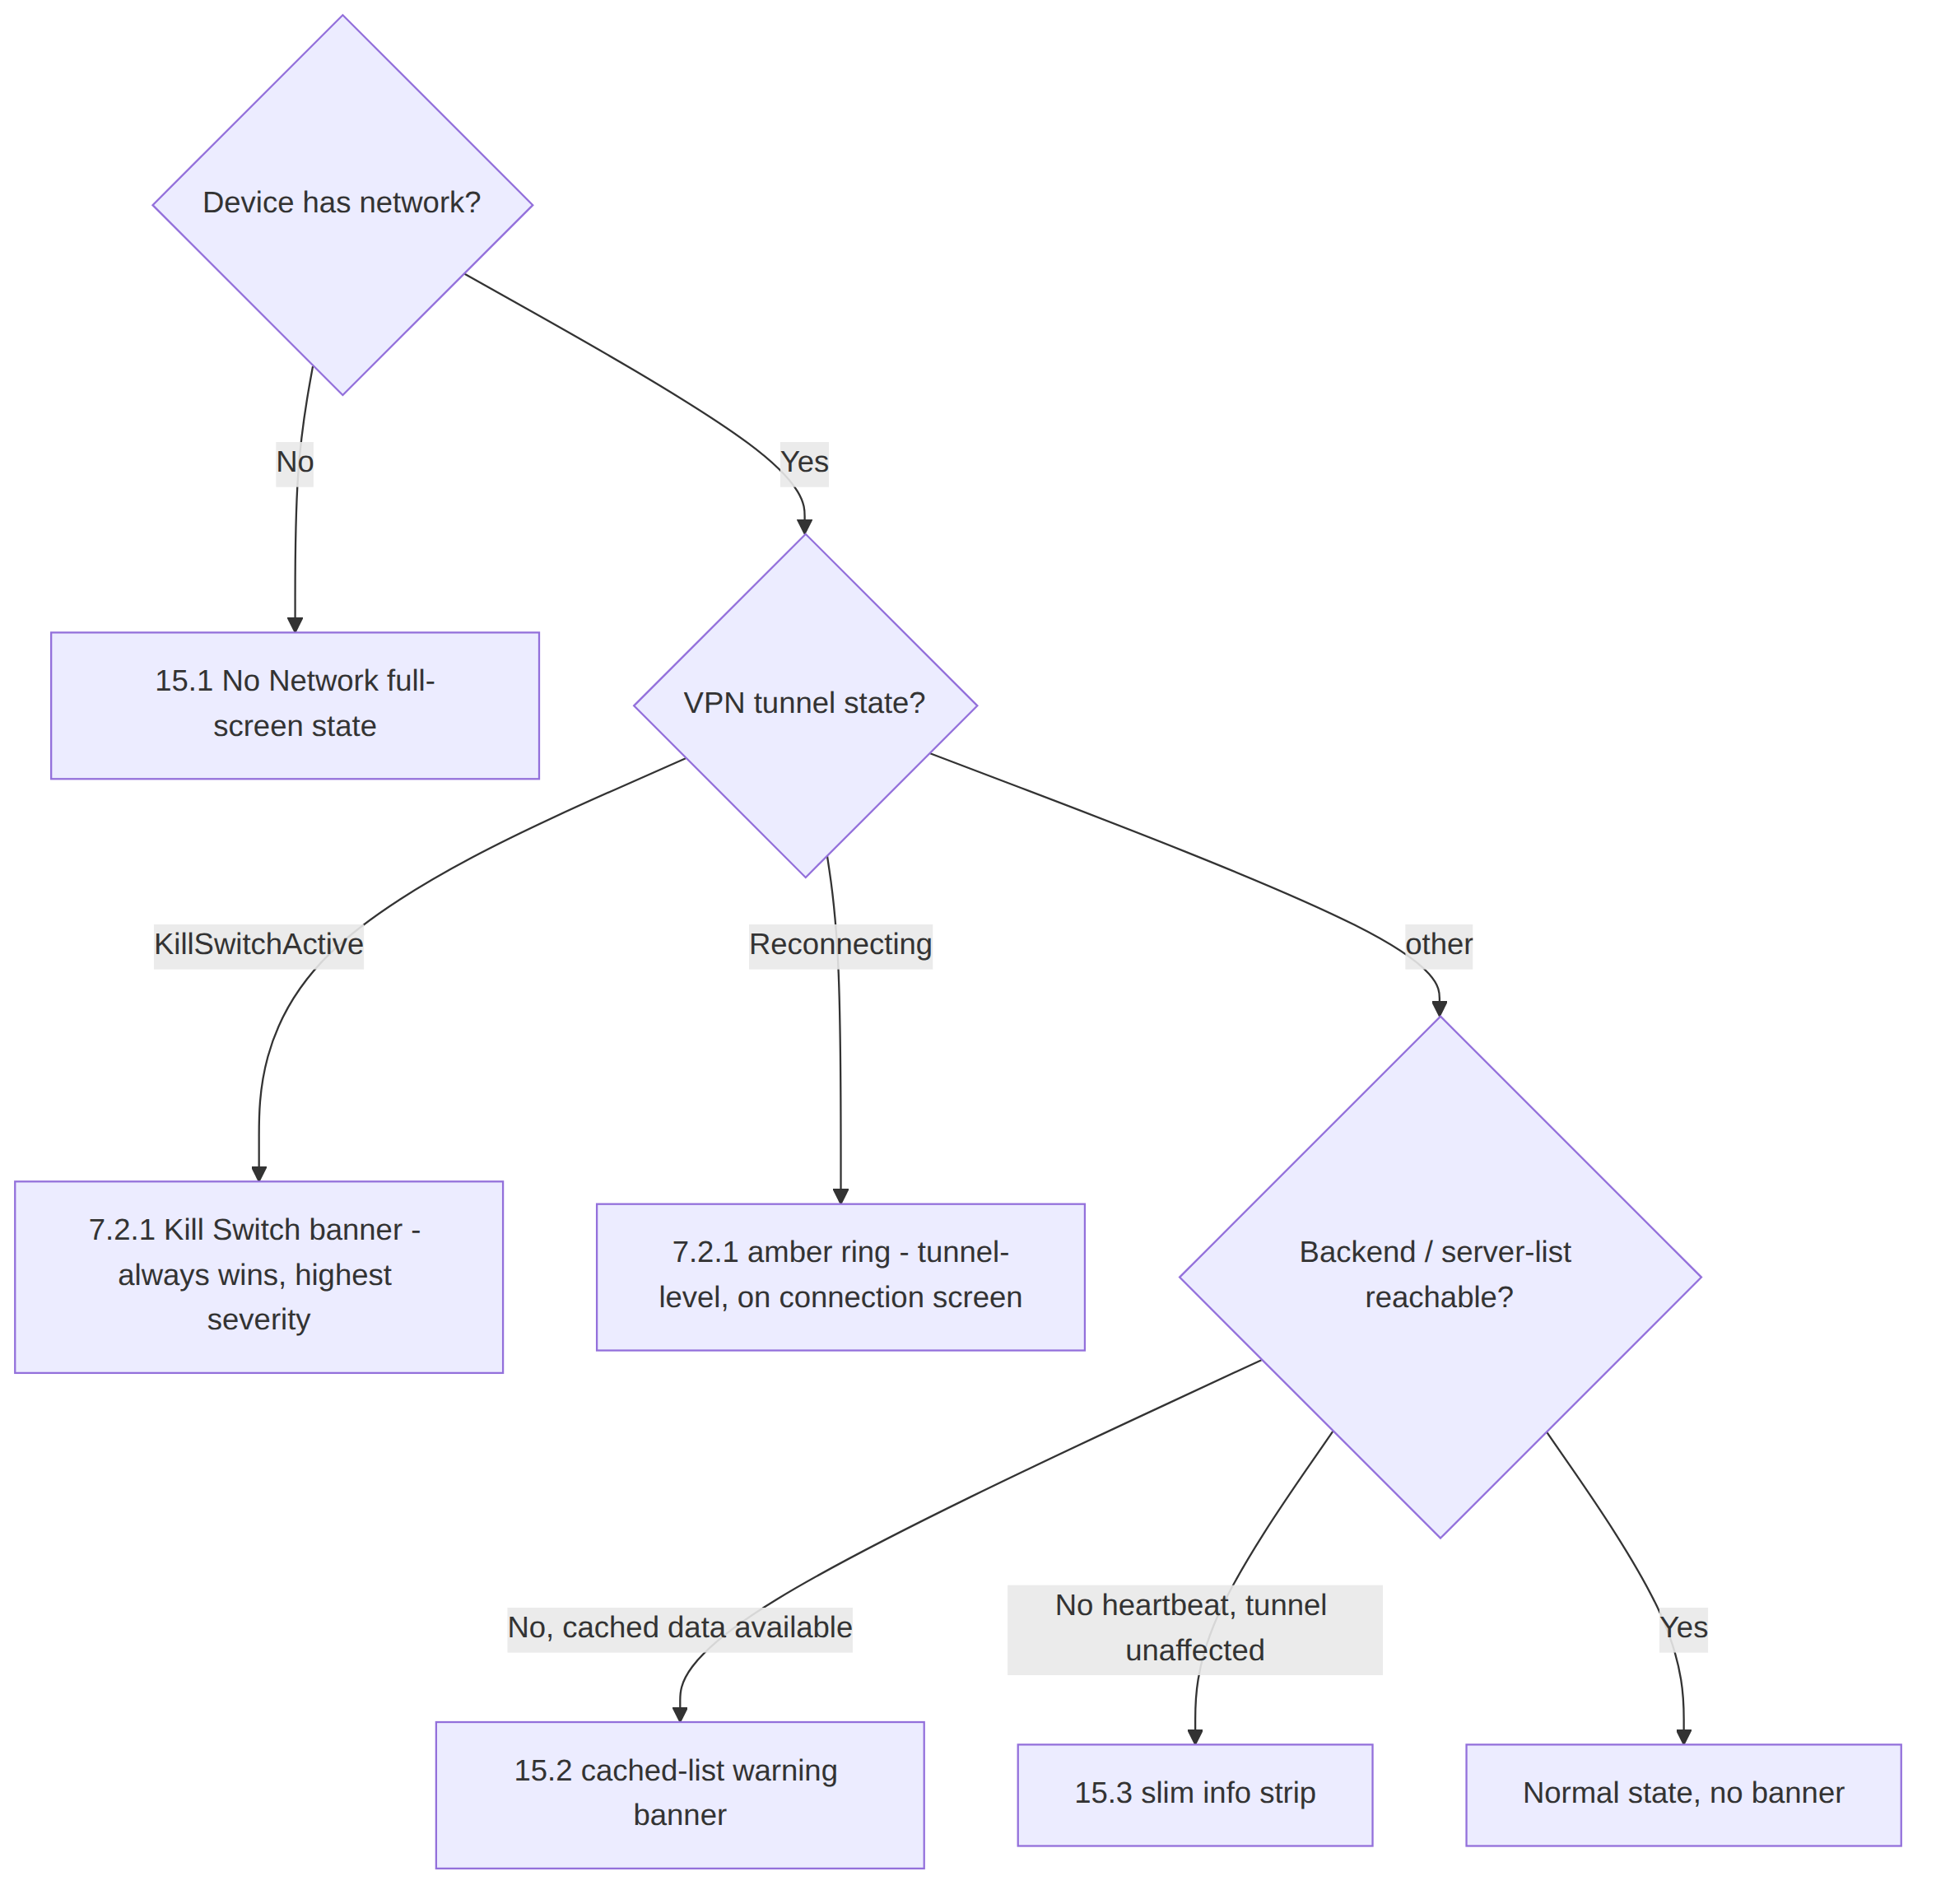 Device has network?
No
Yes
15.1 No Network full-
screen state
VPN tunnel state?
KillSwitchActive
Reconnecting
other
7.2.1 Kill Switch banner -
always wins, highest
severity
7.2.1 amber ring - tunnel-
level, on connection screen
Backend / server-list
reachable?
No, cached data available
No heartbeat, tunnel
unaffected
Yes
15.2 cached-list warning
banner
15.3 slim info strip
Normal state, no banner